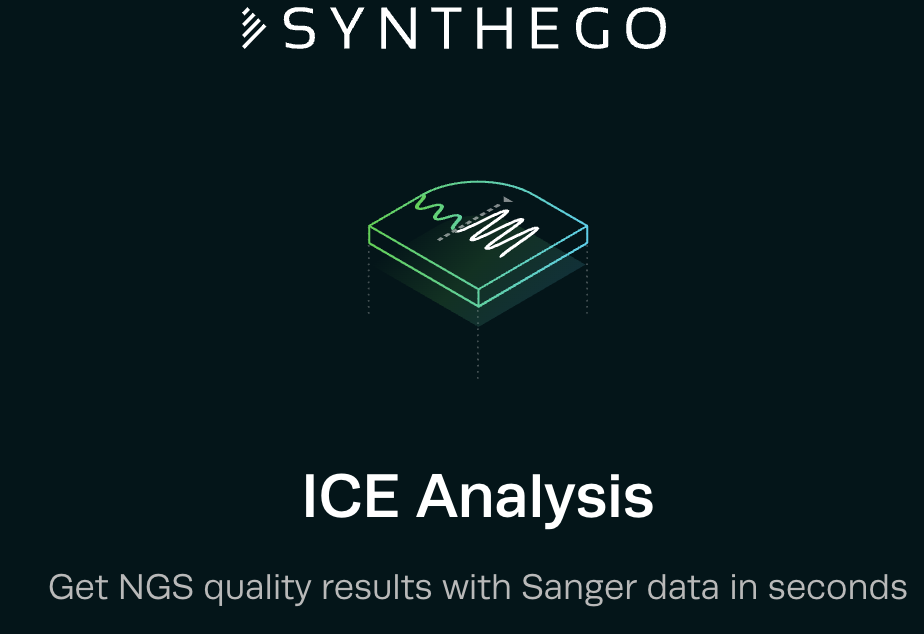 SYNTHEGO
ICE Analysis
Get NGS quality results with Sanger data in seconds